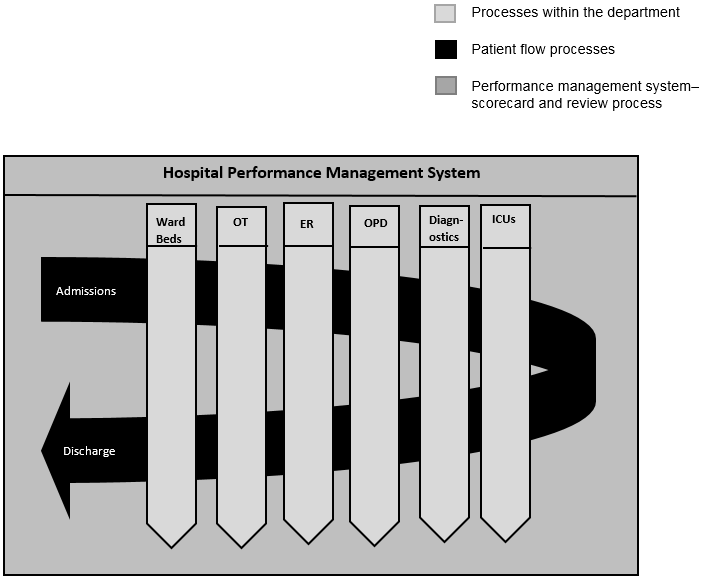 Processes within the department
Patient flow processes
Performance management system–
scorecard and review process
Hospital Performance Management System
Ward
Beds
OT
ER
OPD
Diagn-
ostics
ICUs
Admissions
Discharge